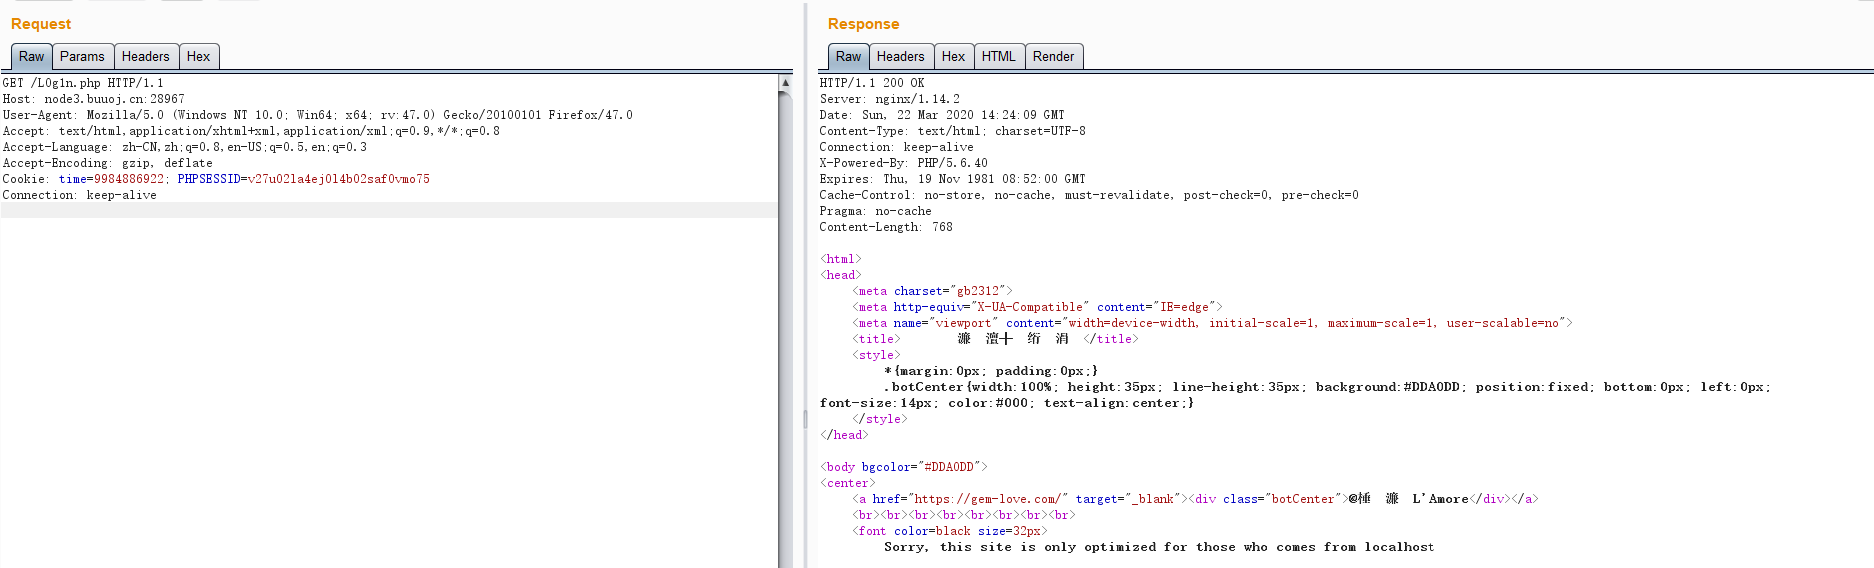 Request
Raw Params Headers Hex
GET /L0g1n.php HTTP/1.1
Host: node3.buuoj.cn:28967
User-Agent: Mozilla/5.0 (Windows NT 10.0; Win64; x64; rv:47.0) Gecko/20100101 Firefox/47.0
Accept: text/html,application/xhtml+xml,application/xml;q=0.9,*/*;q=0.8
Accept-Language: zh-CN,zh;q=0.8,en-US;q=0.5,en;q=0.3
Accept-Encoding: gzip, deflate
Cookie: time=9984886922; PHPSESSID=v27u021a4ej014b02saf0vmo75
Connection: keep-alive
Response
Raw Headers Hex HTML Render
HTTP/1.1 200 OK
Server: nginx/1.14.2
Date: Sun, 22 Mar 2020 14:24:09 GMT
Content-Type: text/html; charset=UTF-8
Connection: keep-alive
X-Powered-By: PHP/5.6.40
Expires: Thu, 19 Nov 1981 08:52:00 GMT
Cache-Control: no-store, no-cache, must-revalidate, post-check=0, pre-check=0
Pragma: no-cache
Content-Length: 768
<html>
<head>
<meta charset="gb2312">
<meta http-equiv="X-UA-Compatible" content="IE=edge">
<meta name="viewport" content="width=device-width, initial-scale=1, maximum-scale=1, user-scalable=no">
<title> 濂 澶十 绗 涓 </title>
<style>
*{margin:0px; padding:0px;}
.botCenter{width:100%; height:35px; line-height:35px; background:#DDA0DD; position:fixed; bottom:0px; left:0px;
font-size:14px; color:#000; text-align:center;}
</style>
</head>
<body bgcolor="#DDA0DD">
<center>
<a href="https://gem-love.com/" target="_blank"><div class="botCenter">@棰 濂 L'Amore</div></a>
<br><br><br><br><br><br><br><br><br>
<font color=black size=32px>
Sorry, this site is only optimized for those who comes from localhost